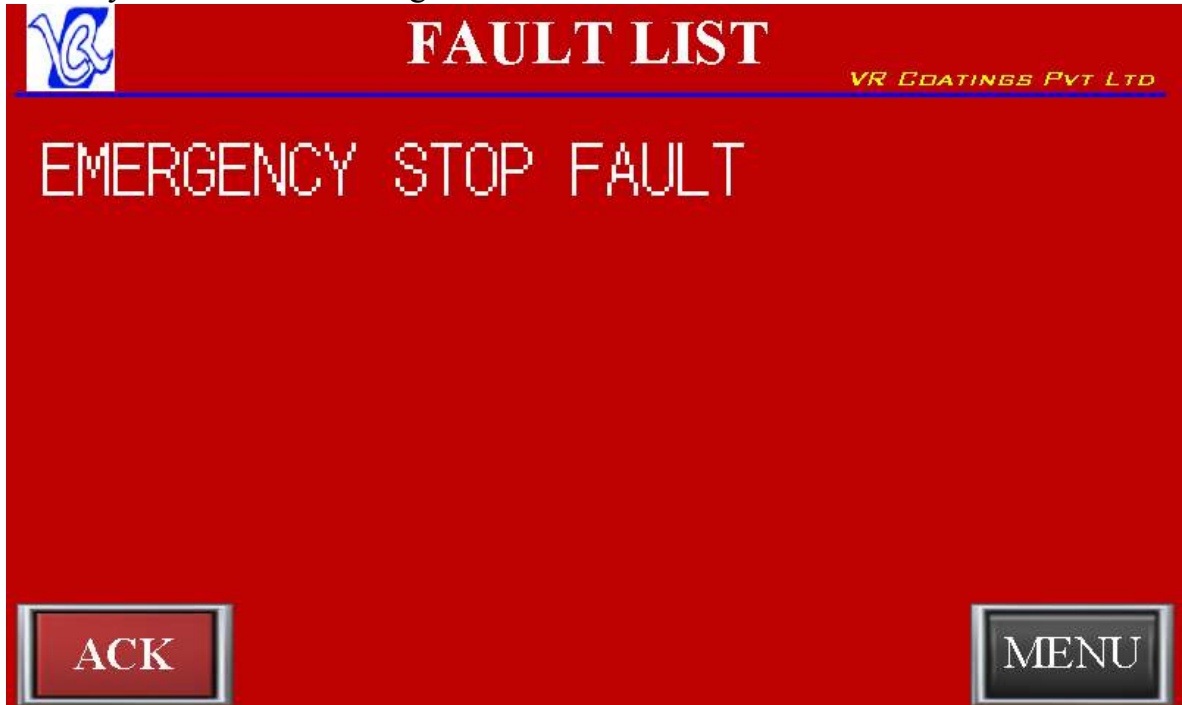 FAULT LIST
VR COATINGS PVT LTD
EMERGENCY STOP FAULT
ACK
MENU